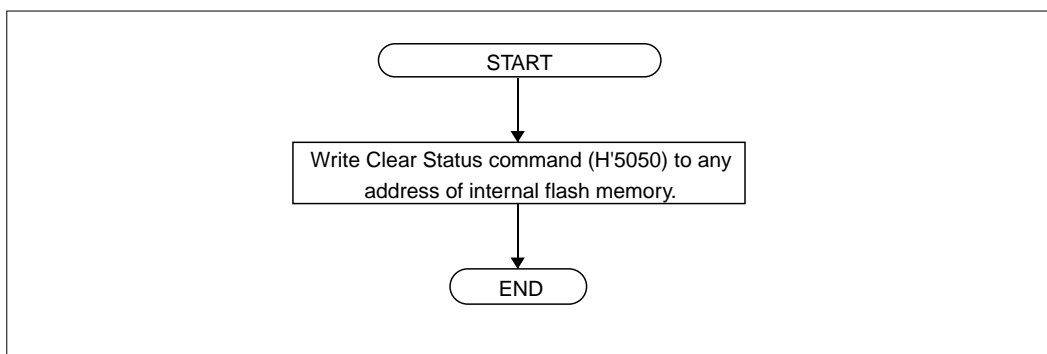 START
Write Clear Status command (H'5050) to any
address of internal flash memory.
END